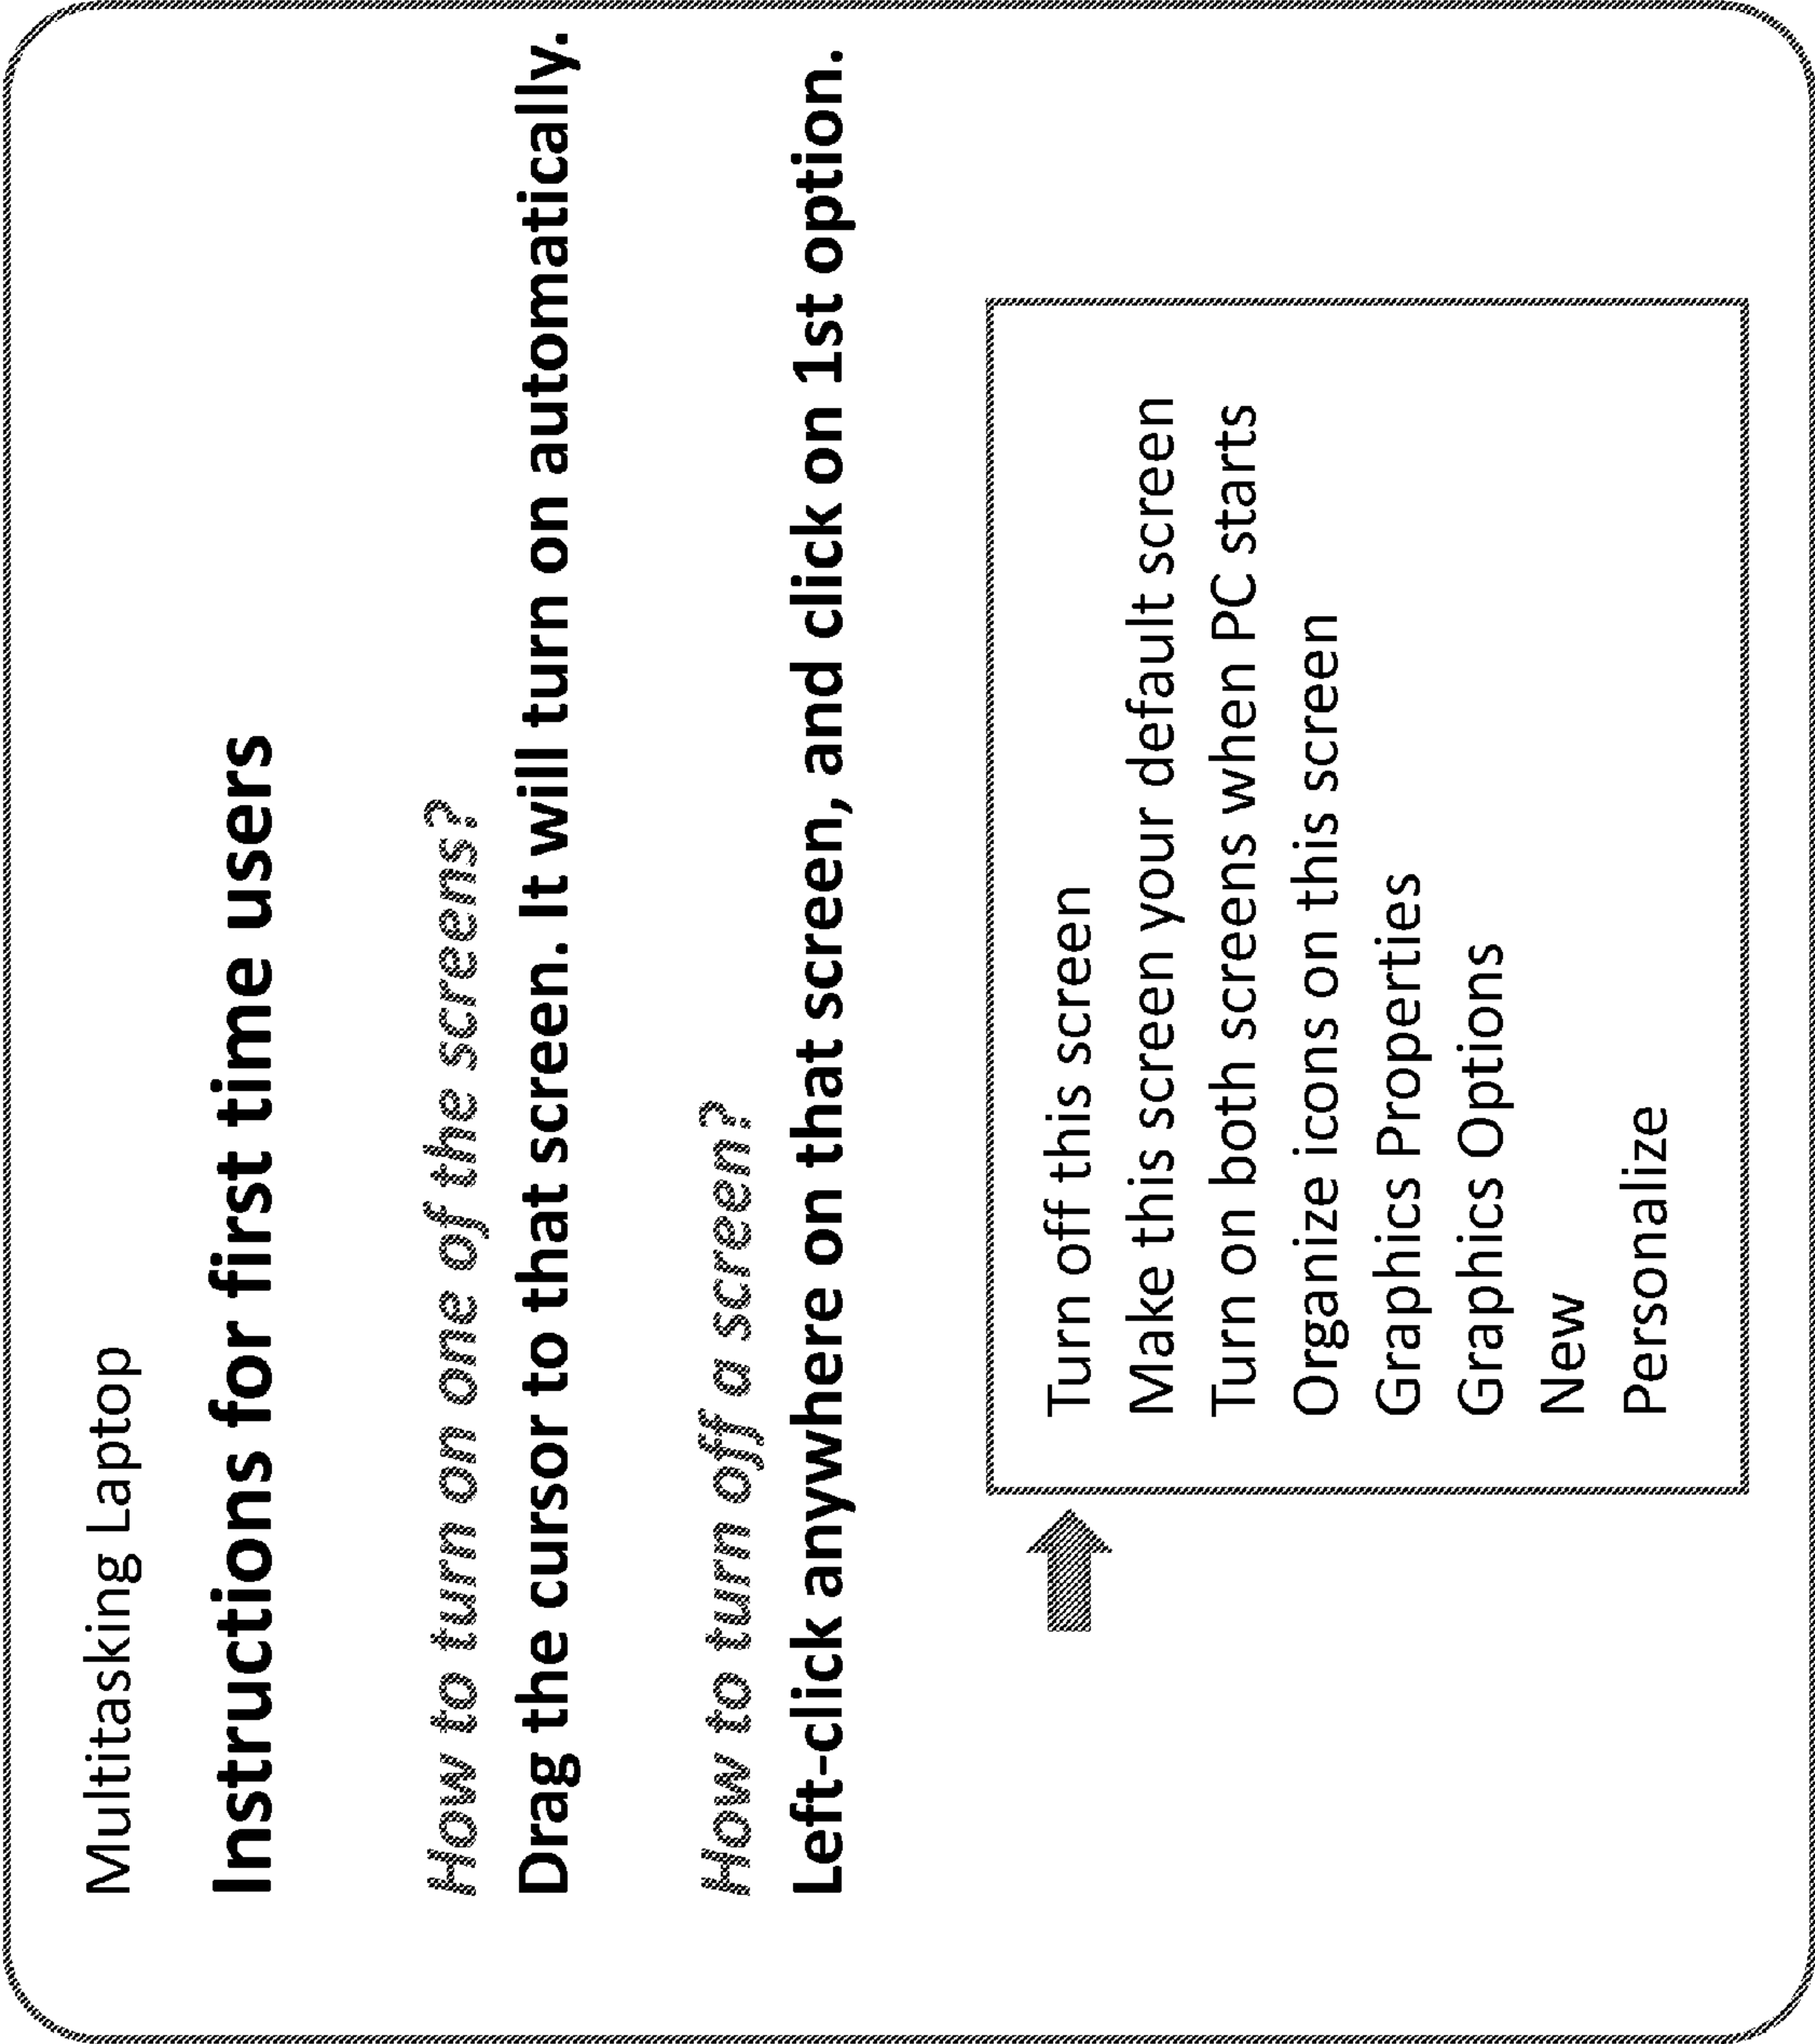 Multitasking Laptop
Instructions for first time users
How to turn on one of the screens?
Drag the cursor to that screen. It will turn on automatically.
How to turn off a screen?
Left-click anywhere on that screen, and click on 1st option.
Turn off this screen
Make this screen your default screen
Turn on both screens when PC starts
Organize icons on this screen
Graphics Properties
Graphics Options
New
Personalize